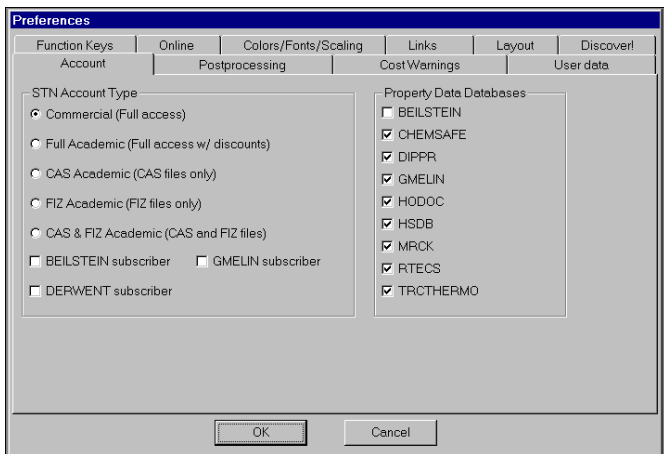 Preferences
Function Keys Online Colors/Fonts/Scaling Links Layout Discover!
Account Postprocessing Cost Warnings User data
STN Account Type
Commercial (Full access)
Full Academic (Full access w/ discounts)
CAS Academic (CAS files only)
FIZ Academic (FIZ files only)
CAS & FIZ Academic (CAS and FIZ files)
BEILSTEIN subscriber GMELIN subscriber
DERWENT subscriber
Property Data Databases
BEILSTEIN
CHEMSAFE
DIPPR
GMELIN
HODOC
HSDB
MRCK
RTECS
TRCTHERMO
OK Cancel